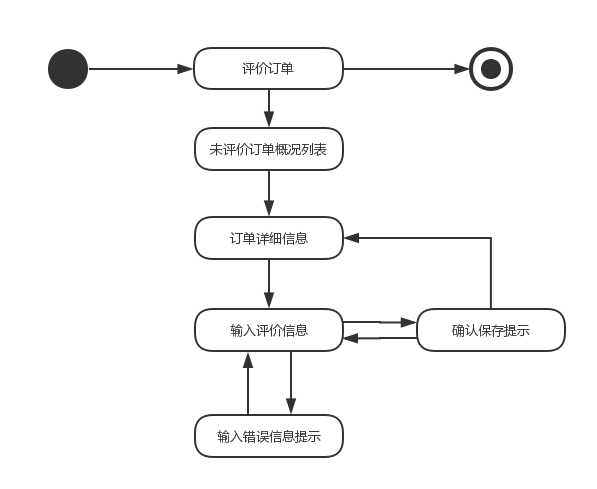 评价订单
未评价订单概况列表
订单详细信息
输入评价信息
确认保存提示
输入错误信息提示